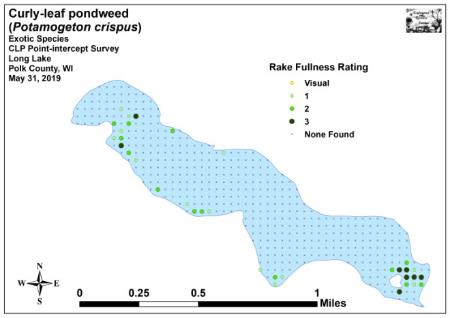 Curly-leaf pondweed
(Potamogeton crispus)
Exotic Species
CLP Point-intercept Survey
Long Lake
Polk County, WI
May 31, 2019
Rake Fullness Rating
Visual
1
2
3
None Found
N
W E
S
0 0.25 0.5 1
Miles